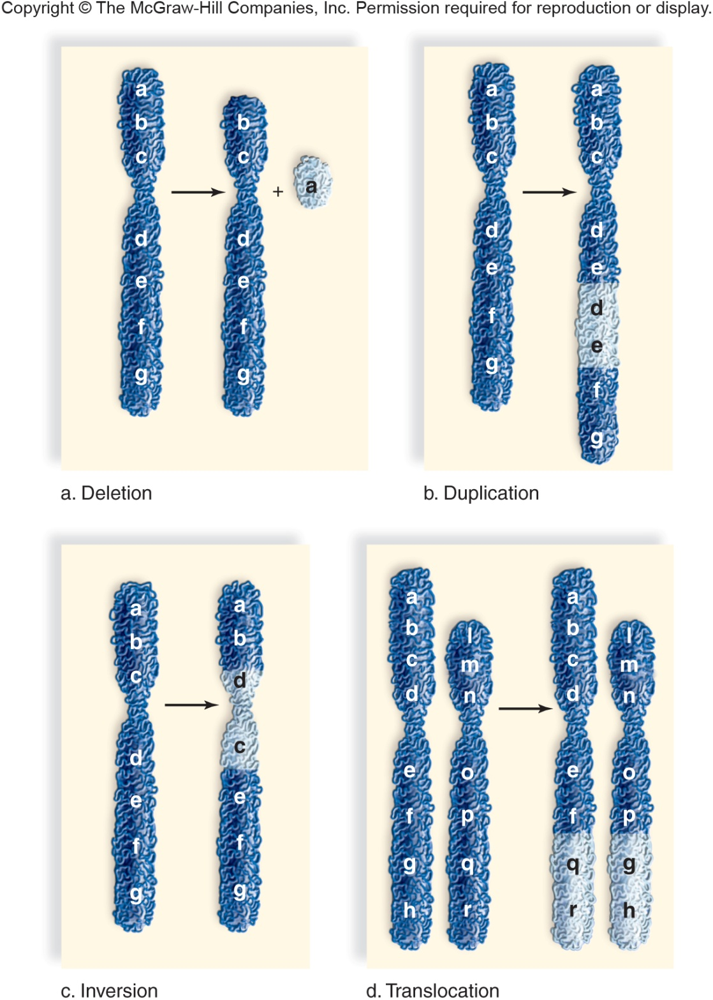 Copyright © The McGraw-Hill Companies, Inc. Permission required for reproduction or display.
a
b
c
d
e
f
g
b
c
d
e
f
g
+
a
a. Deletion
a
b
c
d
e
f
g
a
b
c
d
e
d
e
f
g
b. Duplication
a
b
c
d
e
f
g
a
b
d
c
e
f
g
c. Inversion
a
b
c
d
e
f
g
h
l
m
n
o
p
q
r
a
b
c
d
e
f
q
r
l
m
n
o
p
g
h
d. Translocation